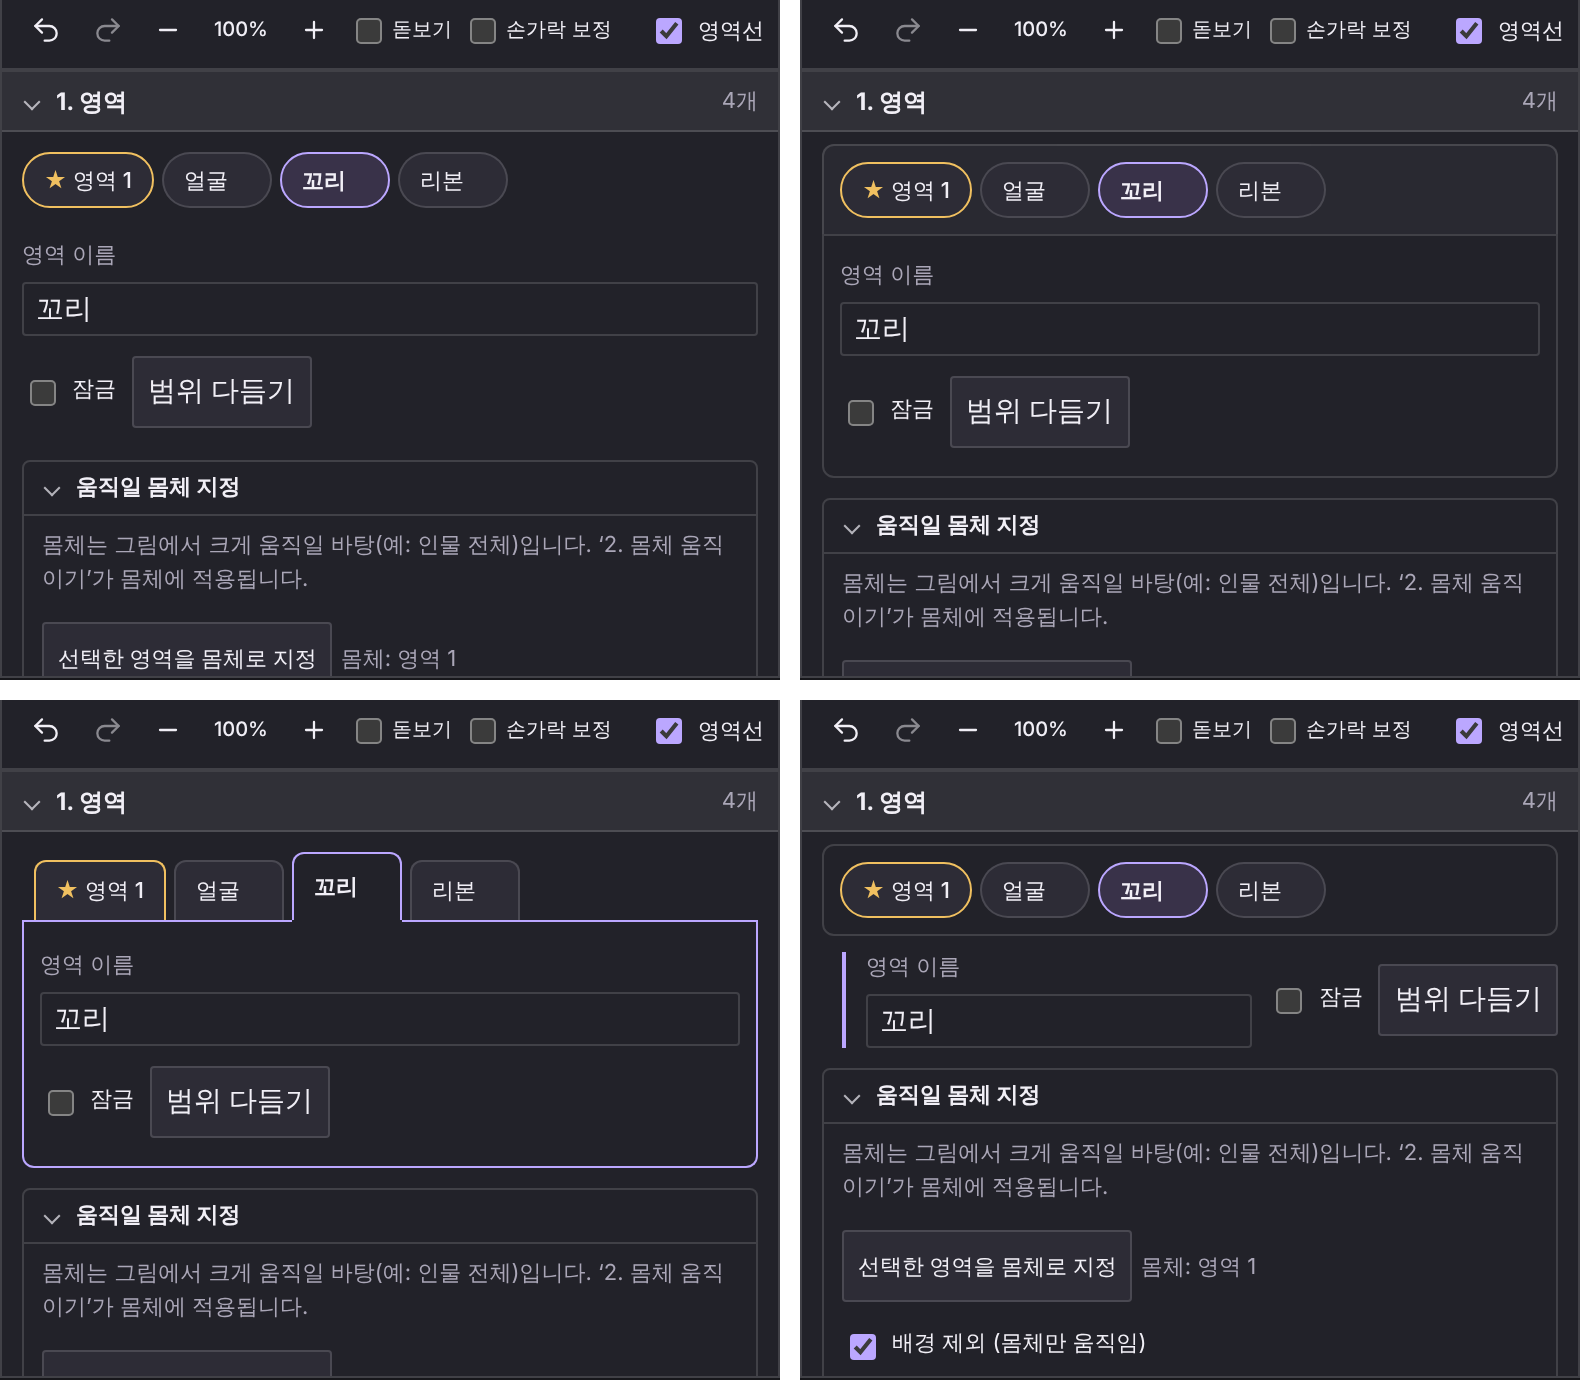 100% 돋보기 손가락 보정 영역선
1. 영역 4개
★ 영역 1 얼굴 꼬리 리본
영역 이름
꼬리
잠금 범위 다듬기
움직일 몸체 지정
몸체는 그림에서 크게 움직일 바탕(예: 인물 전체)입니다. ‘2. 몸체 움직
이기’가 몸체에 적용됩니다.
선택한 영역을 몸체로 지정 몸체: 영역 1
100% 돋보기 손가락 보정 영역선
1. 영역 4개
★ 영역 1 얼굴 꼬리 리본
영역 이름
꼬리
잠금 범위 다듬기
움직일 몸체 지정
몸체는 그림에서 크게 움직일 바탕(예: 인물 전체)입니다. ‘2. 몸체 움직
이기’가 몸체에 적용됩니다.
100% 돋보기 손가락 보정 영역선
1. 영역 4개
★ 영역 1 얼굴 꼬리 리본
영역 이름
꼬리
잠금 범위 다듬기
움직일 몸체 지정
몸체는 그림에서 크게 움직일 바탕(예: 인물 전체)입니다. ‘2. 몸체 움직
이기’가 몸체에 적용됩니다.
100% 돋보기 손가락 보정 영역선
1. 영역 4개
★ 영역 1 얼굴 꼬리 리본
영역 이름
꼬리 잠금 범위 다듬기
움직일 몸체 지정
몸체는 그림에서 크게 움직일 바탕(예: 인물 전체)입니다. ‘2. 몸체 움직
이기’가 몸체에 적용됩니다.
선택한 영역을 몸체로 지정 몸체: 영역 1
배경 제외 (몸체만 움직임)